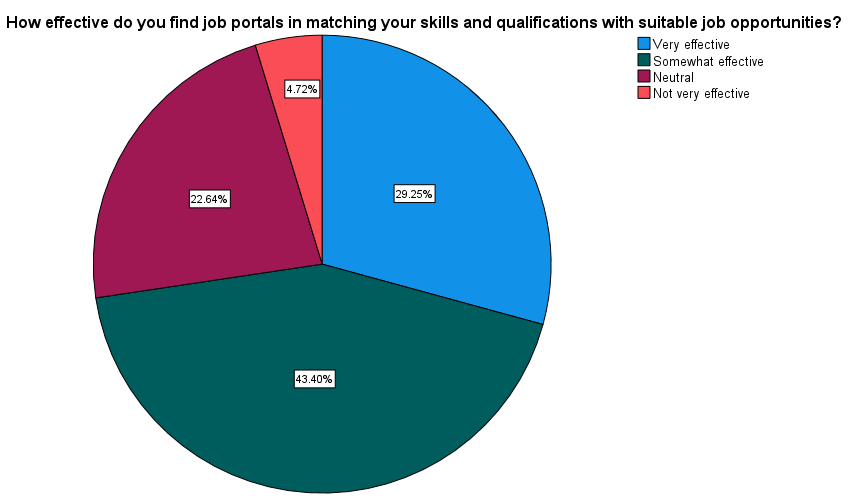 How effective do you find job portals in matching your skills and qualifications with suitable job opportunities?
Very effective
Somewhat effective
Neutral
Not very effective
4.72%
29.25%
22.64%
43.40%